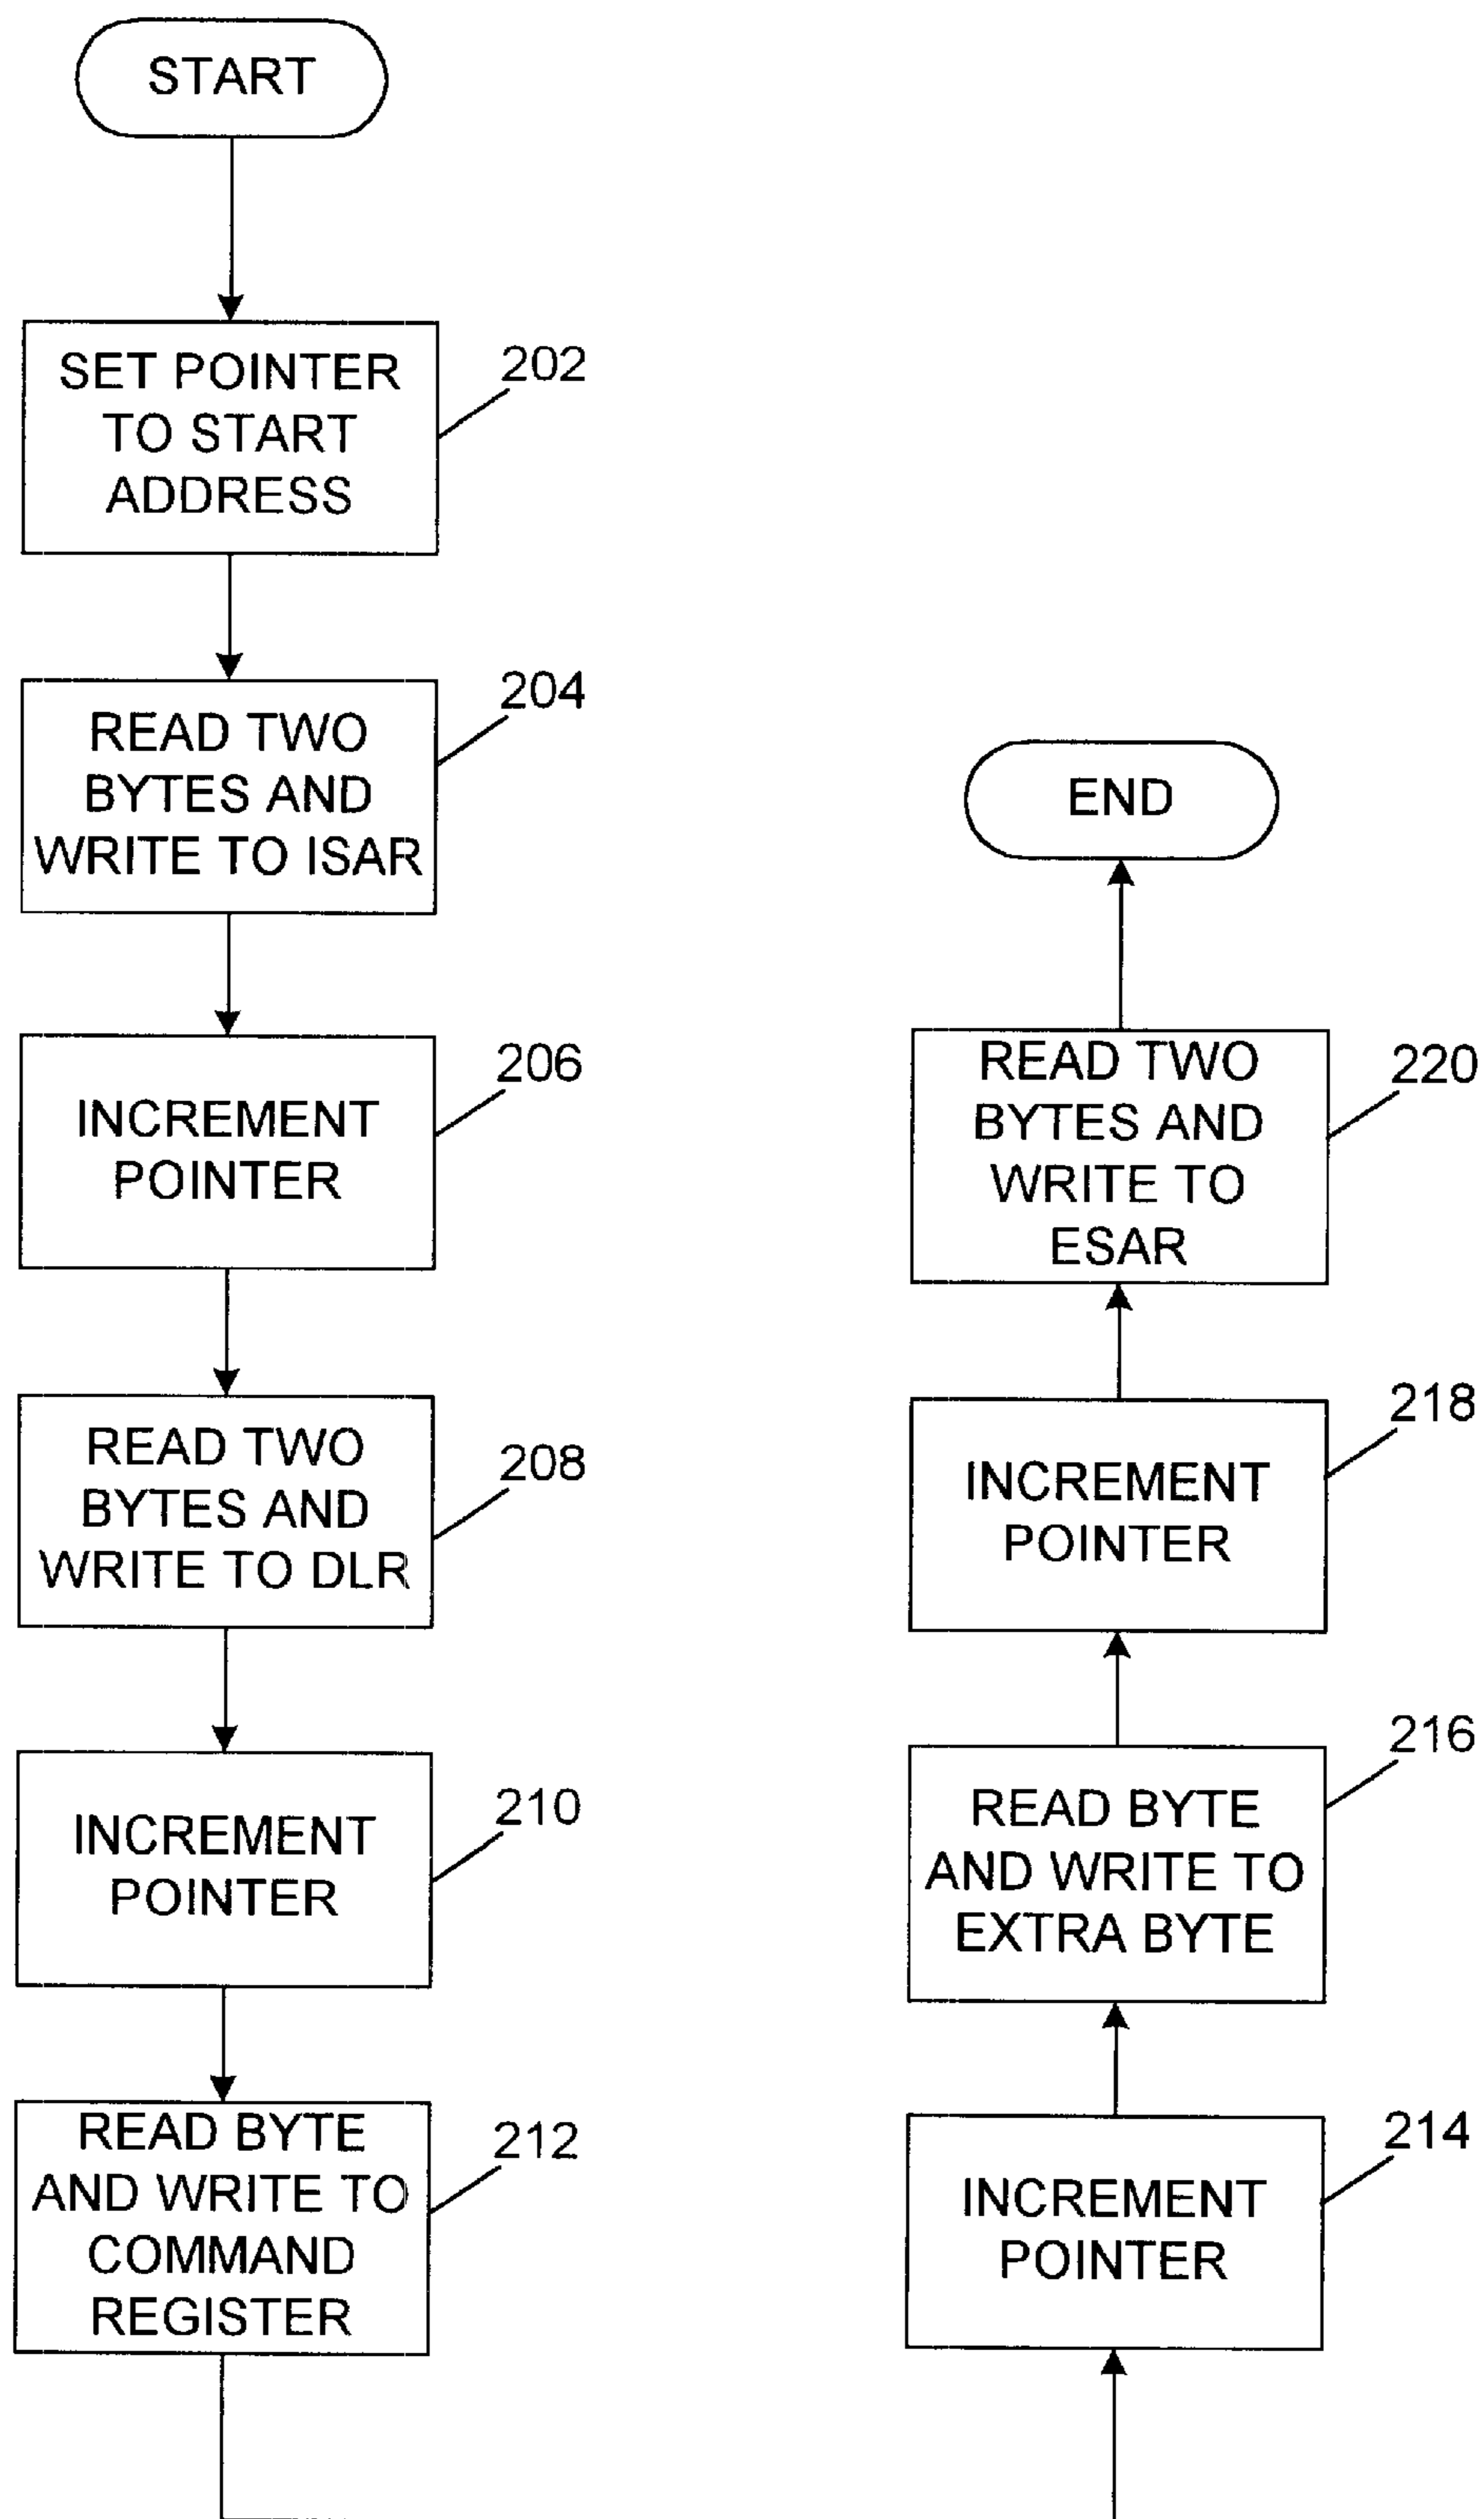 START
SET POINTER
TO START
ADDRESS
202
READ TWO
BYTES AND
WRITE TO ISAR
204
INCREMENT
POINTER
206
READ TWO
BYTES AND
WRITE TO DLR
208
INCREMENT
POINTER
210
READ BYTE
AND WRITE TO
COMMAND
REGISTER
212
INCREMENT
POINTER
214
READ BYTE
AND WRITE TO
EXTRA BYTE
216
INCREMENT
POINTER
218
READ TWO
BYTES AND
WRITE TO
ESAR
220
END